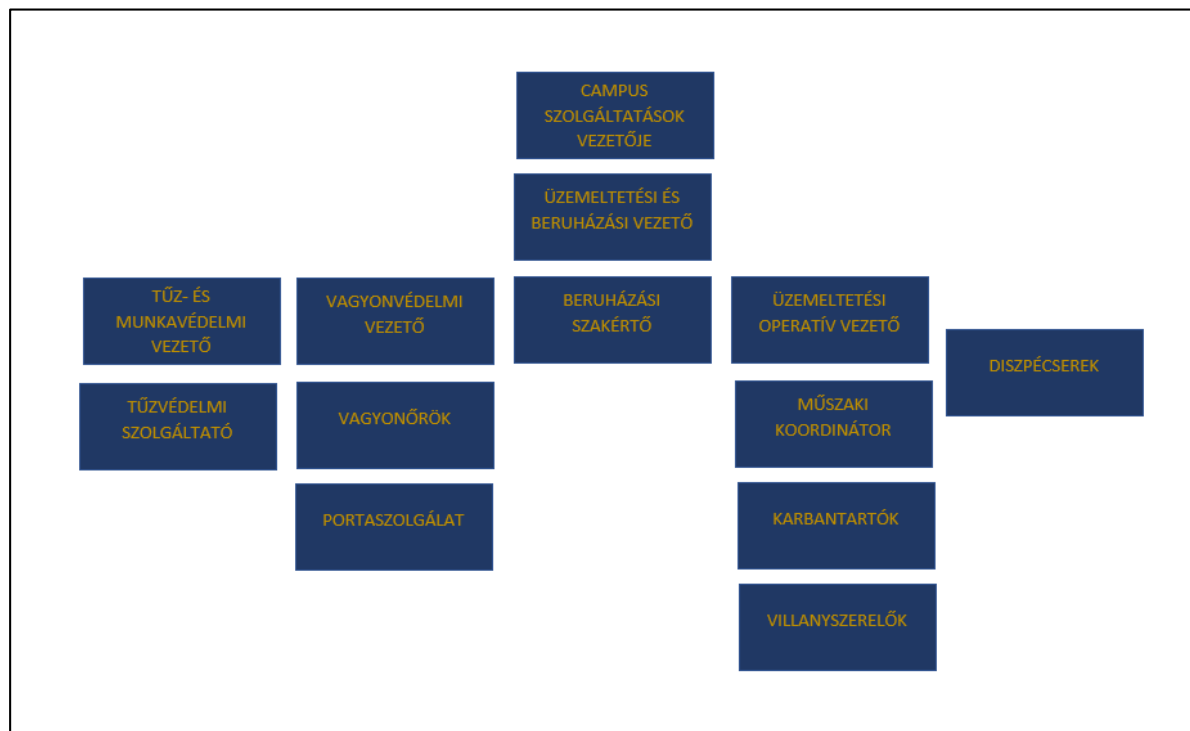 CAMPUS
SZOLGÁLTATÁSOK
VEZETŐJE
ÜZEMELTETÉSI ÉS
BERUHÁZÁSI VEZETŐ
TŰZ- ÉS
MUNKAVÉDELMI
VEZETŐ
VAGYONVÉDELMI
VEZETŐ
BERUHÁZÁSI
SZAKÉRTŐ
ÜZEMELTETÉSI
OPERATÍV VEZETŐ
DISZPÉCSEREK
TŰZVÉDELMI
SZOLGÁLTATÓ
VAGYONŐRÖK
MŰSZAKI
KOORDINÁTOR
PORTASZOLGÁLAT
KARBANTARTÓK
VILLANYSZERELŐK